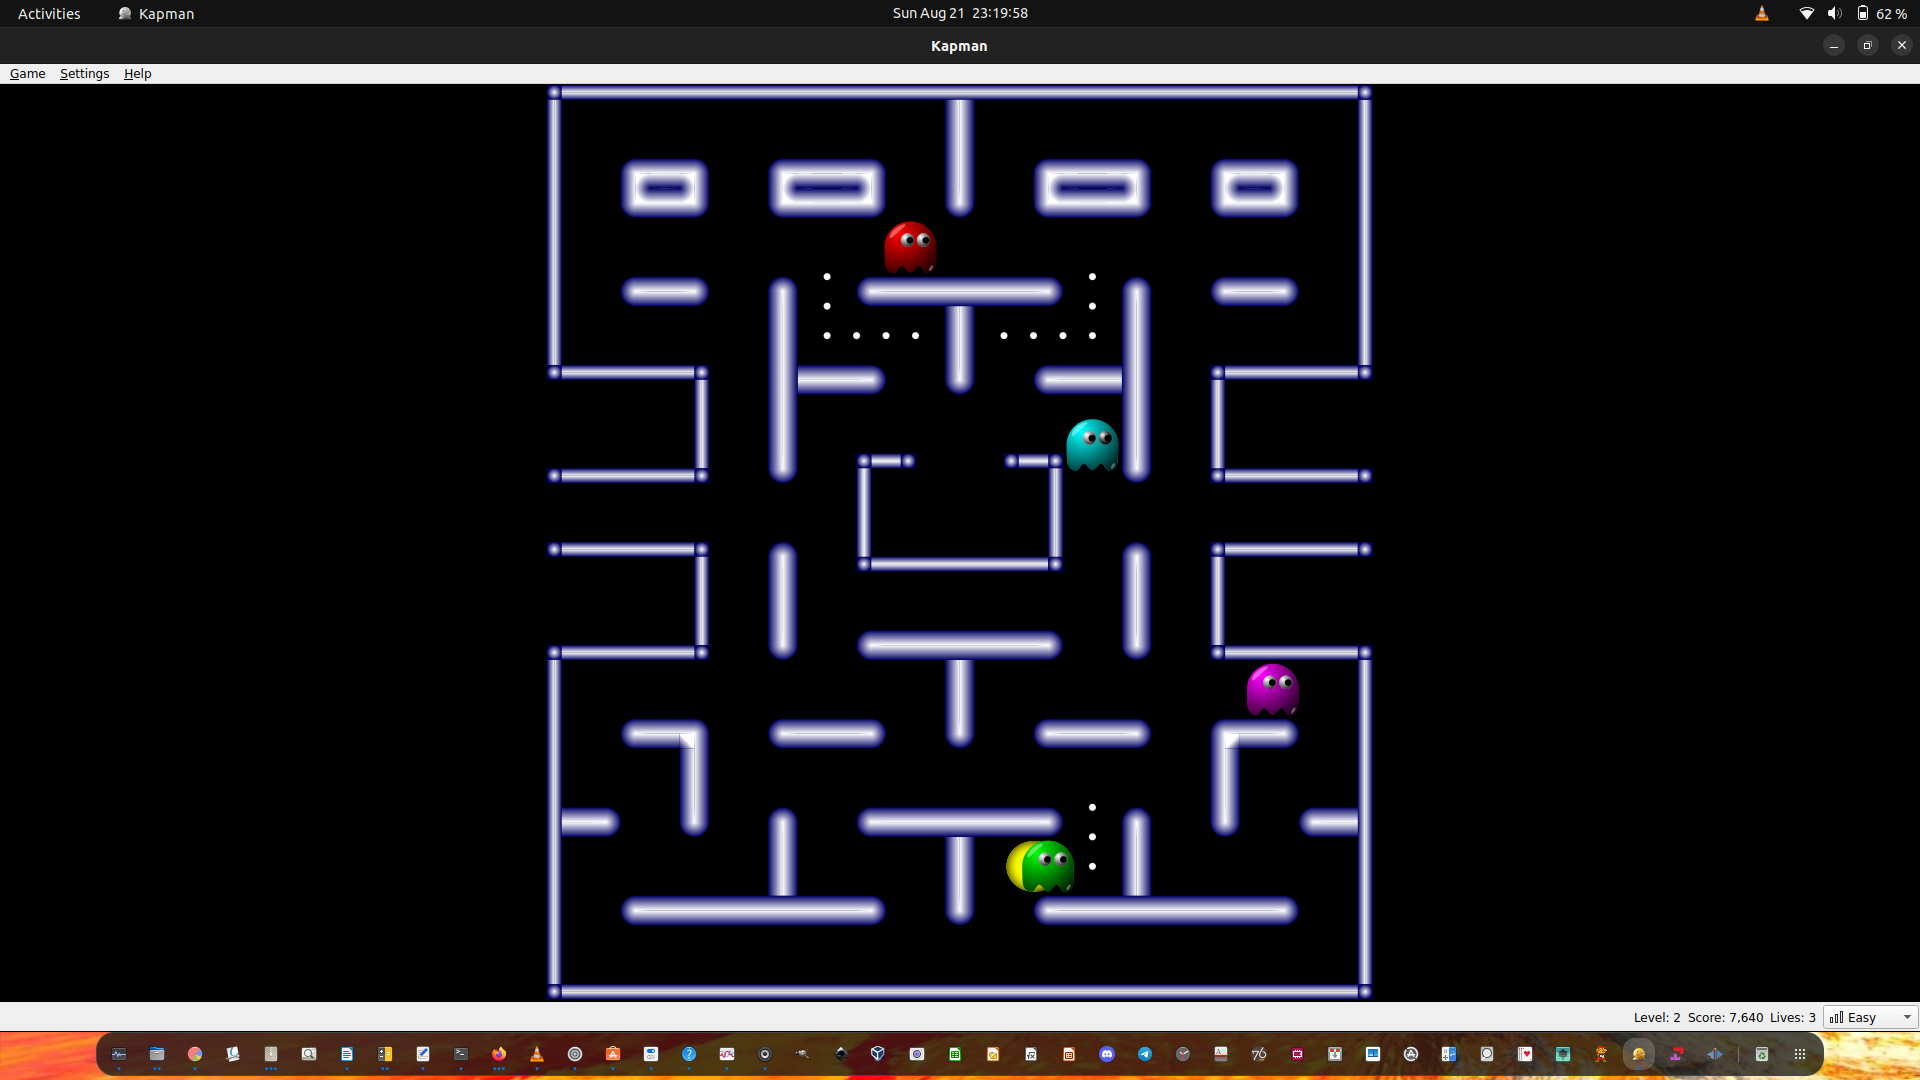 Activities Kapman Sun Aug 21 23:19:58 62 %
Kapman
Game Settings Help
Level: 2 Score: 7,640 Lives: 3 Easy